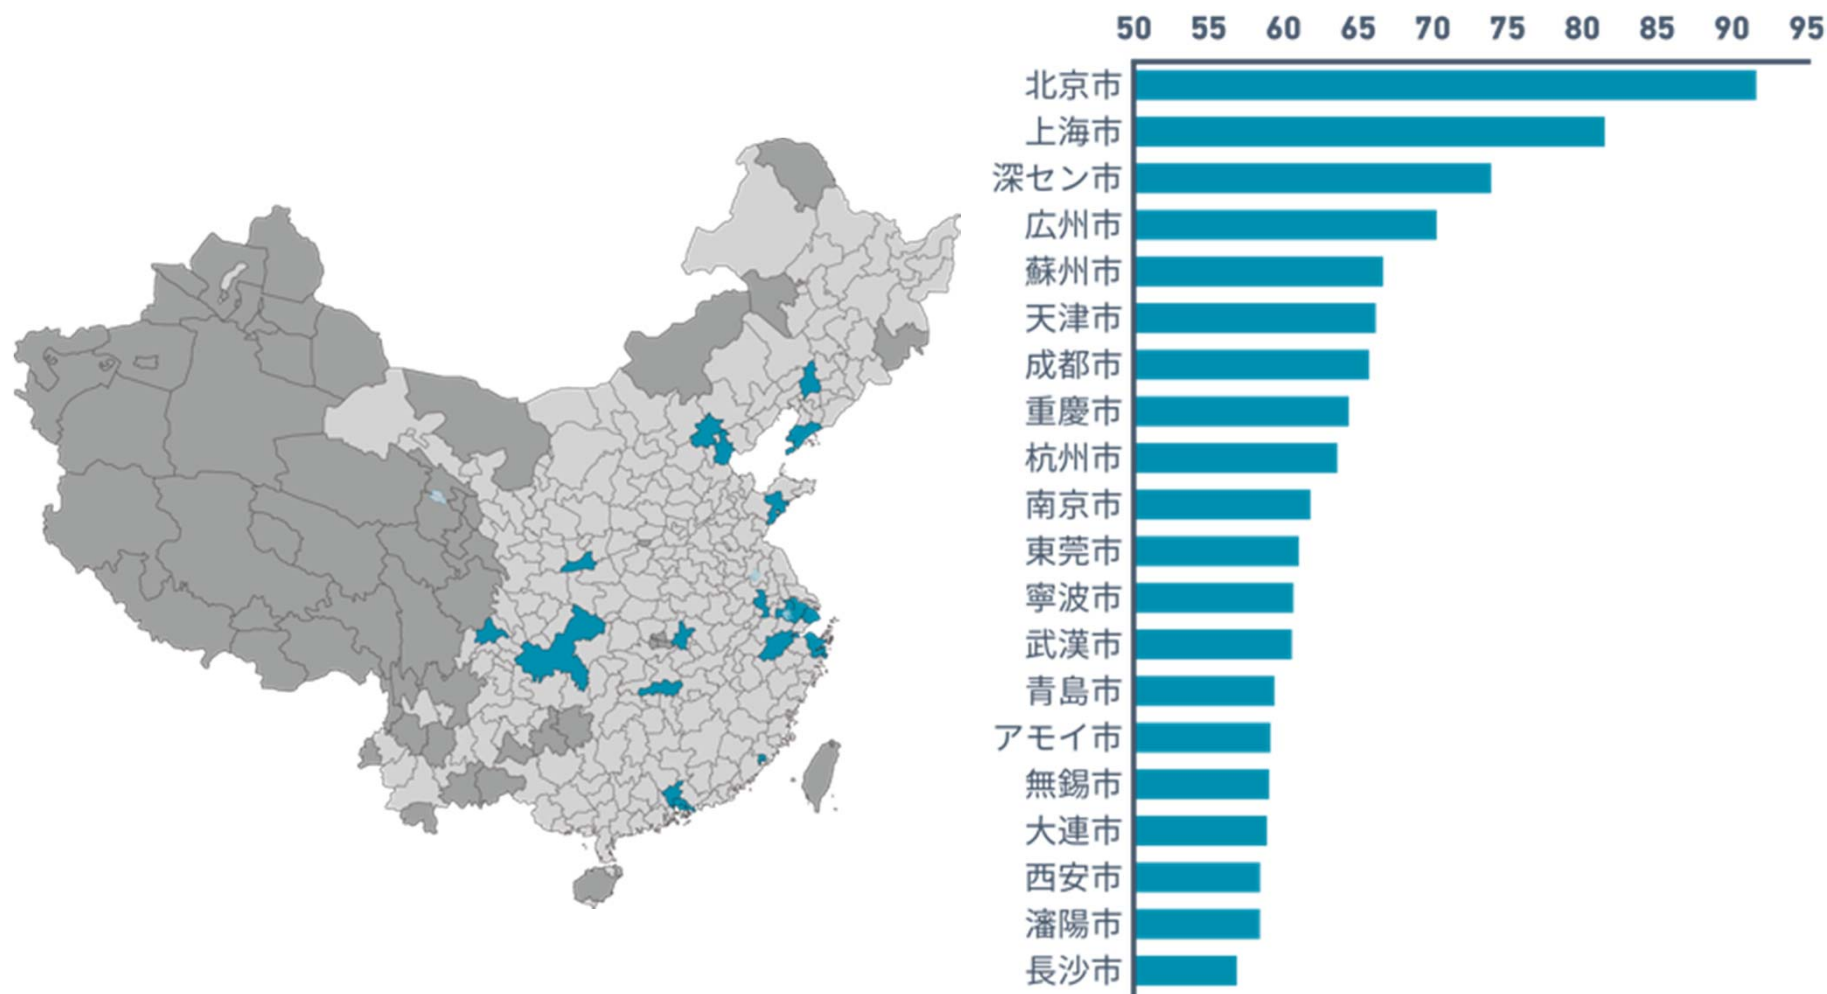 50 55 60 65 70 75 80 85 90 95
北京市
上海市
深セン市
広州市
蘇州市
天津市
成都市
重慶市
杭州市
南京市
東莞市
寧波市
武漢市
青島市
アモイ市
無錫市
大連市
西安市
瀋陽市
長沙市